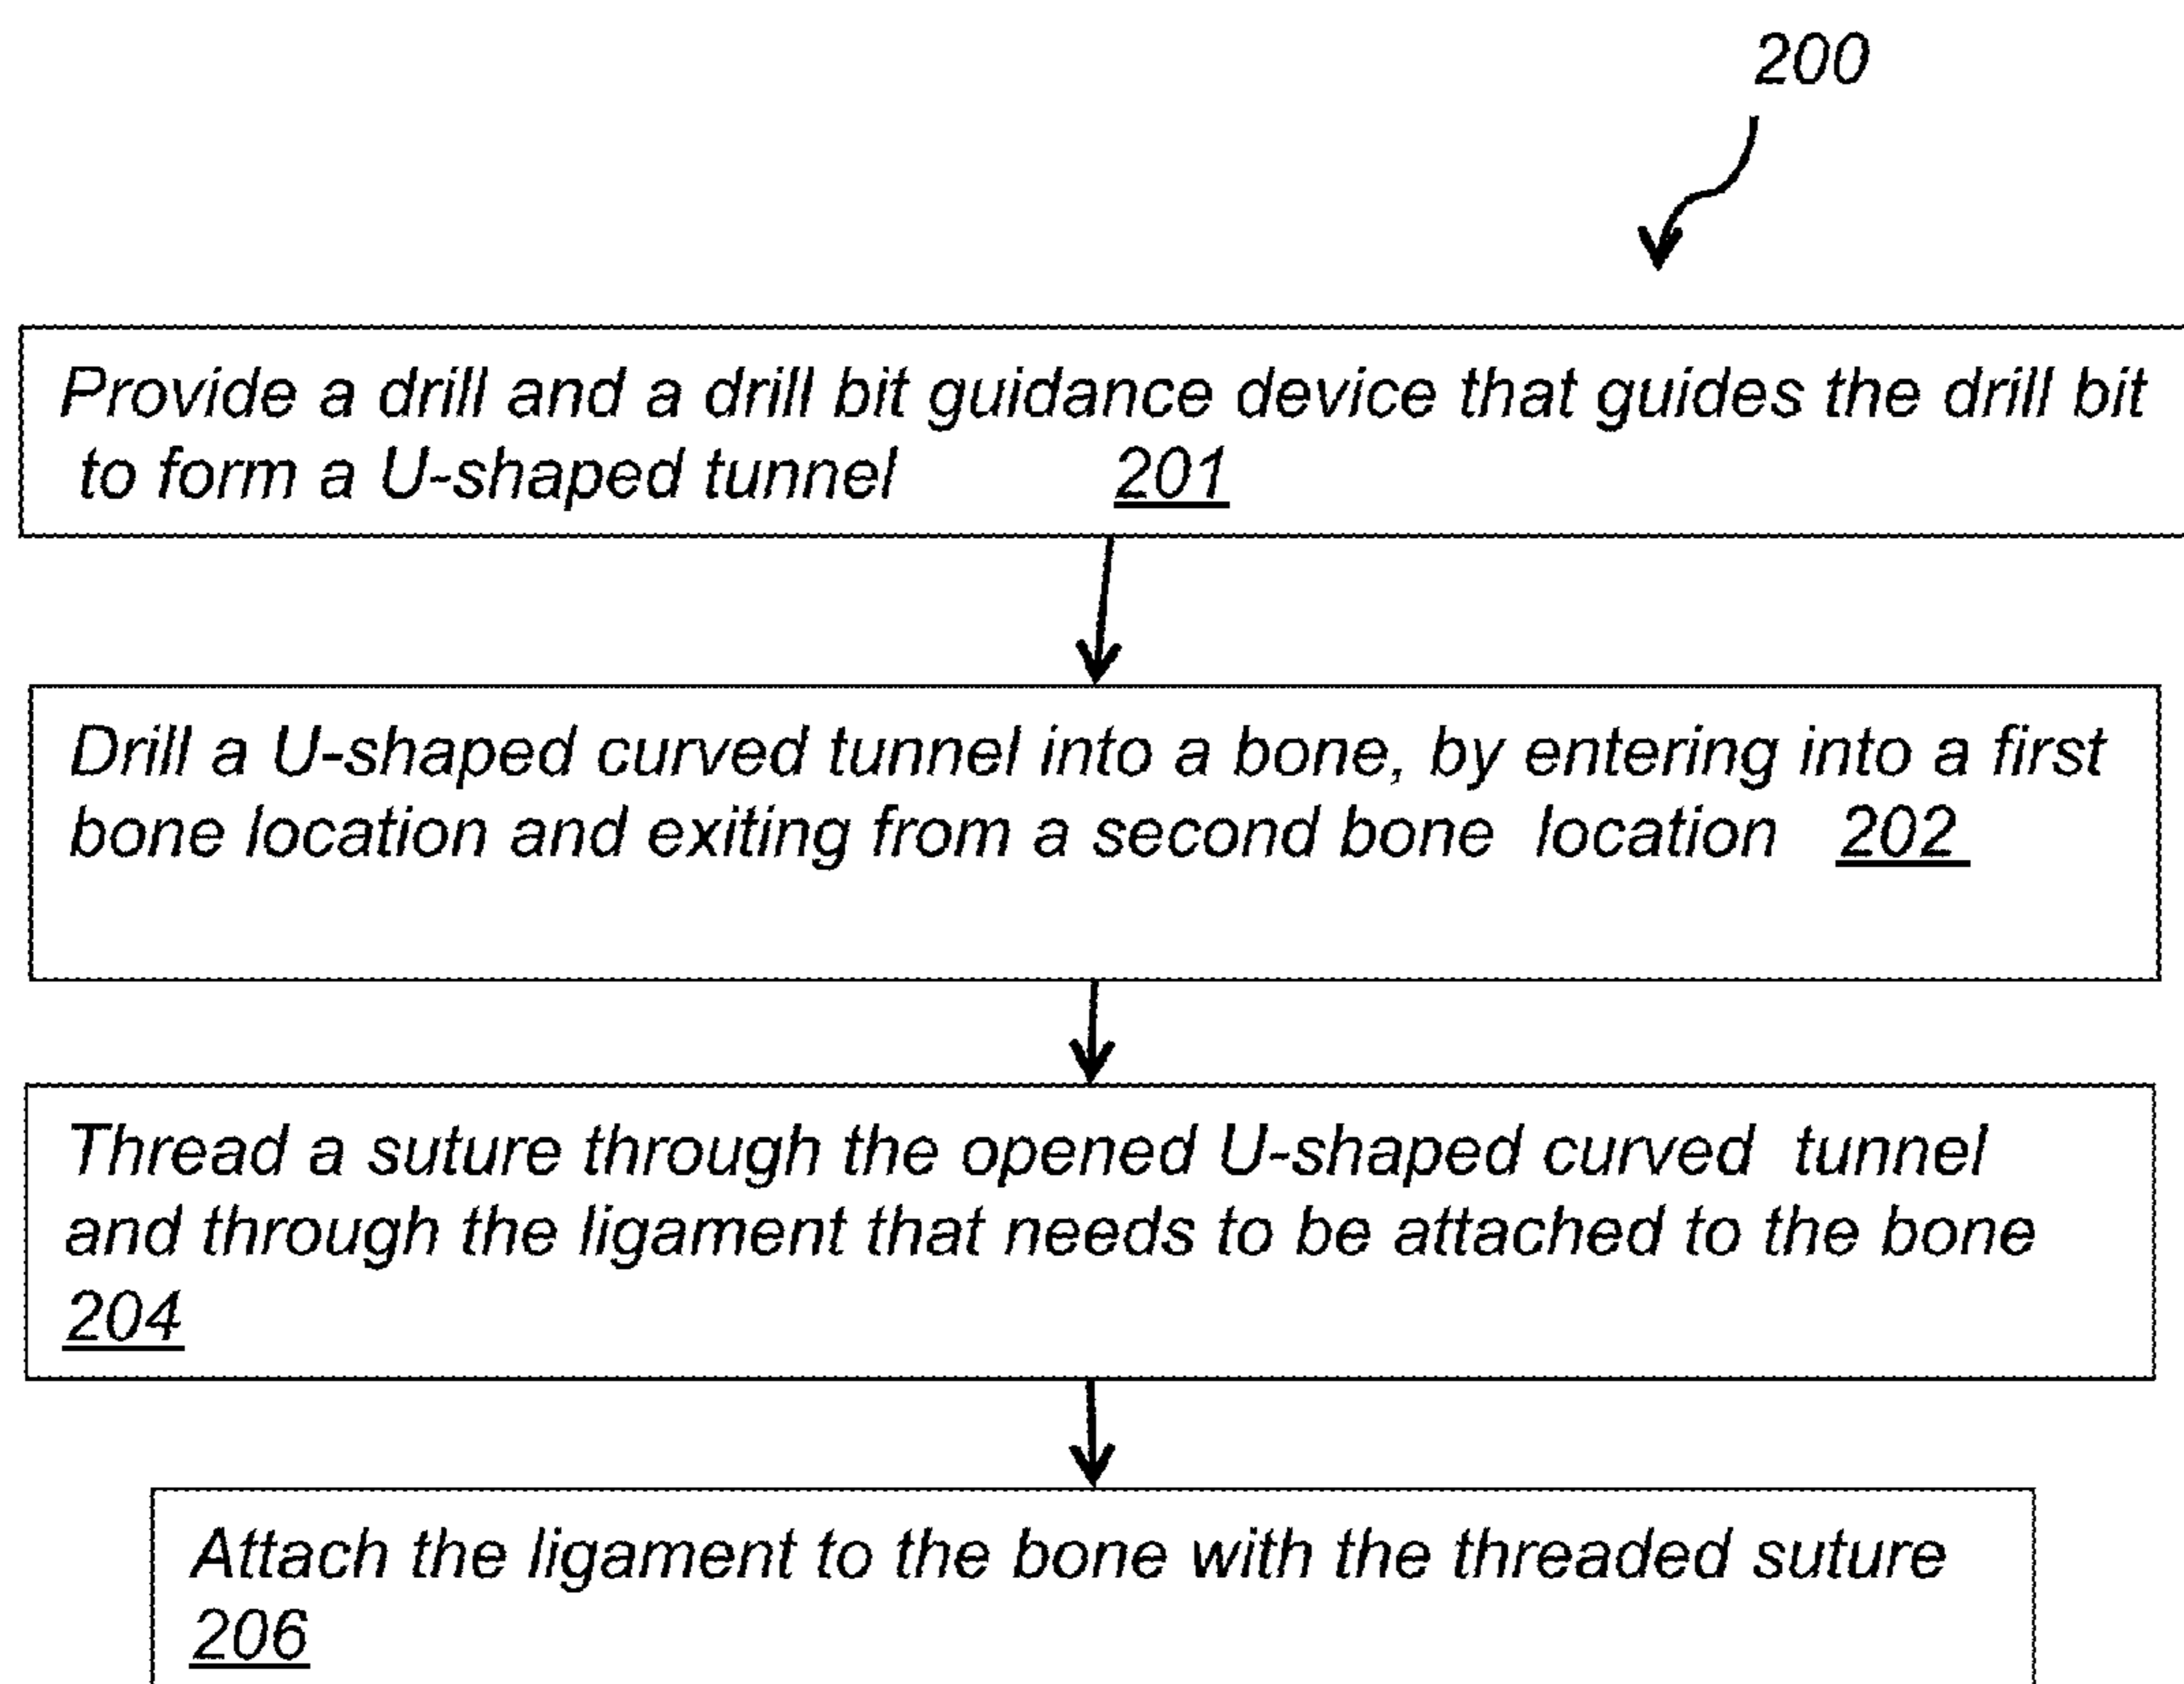 200
Provide a drill and a drill bit guidance device that guides the drill bit
to form a U-shaped tunnel 201
Drill a U-shaped curved tunnel into a bone, by entering into a first
bone location and exiting from a second bone location 202
Thread a suture through the opened U-shaped curved tunnel
and through the ligament that needs to be attached to the bone
204
Attach the ligament to the bone with the threaded suture
206